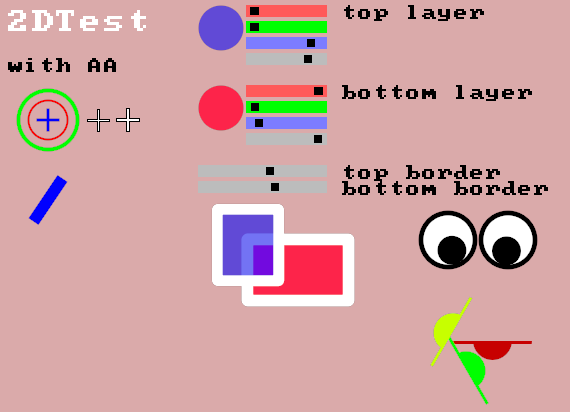 2DTest
with AA
top layer
bottom layer
top border
bottom border